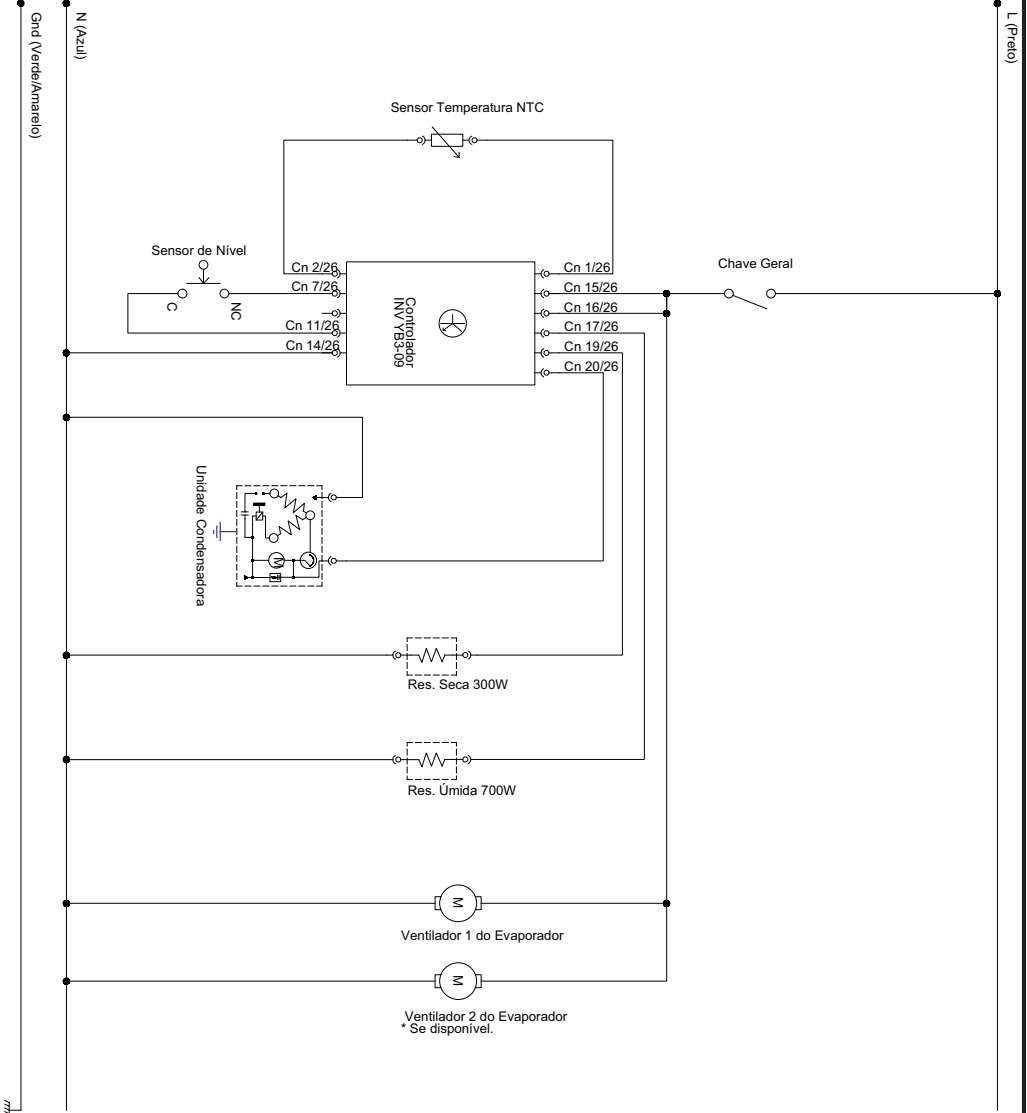 Gnd (Verde/Amarelo)
N (Azul)
L (Preto)
Sensor Temperatura NTC
Sensor de Nível
C
NC
Cn 2/26
Cn 7/26
Cn 11/26
Cn 14/26
Controlador
INV YB3-09
Cn 1/26
Cn 15/26
Cn 16/26
Cn 17/26
Cn 19/26
Cn 20/26
Chave Geral
Unidade Condensadora
M
Res. Seca 300W
Res. Úmida 700W
M
Ventilador 1 do Evaporador
M
Ventilador 2 do Evaporador
* Se disponível.